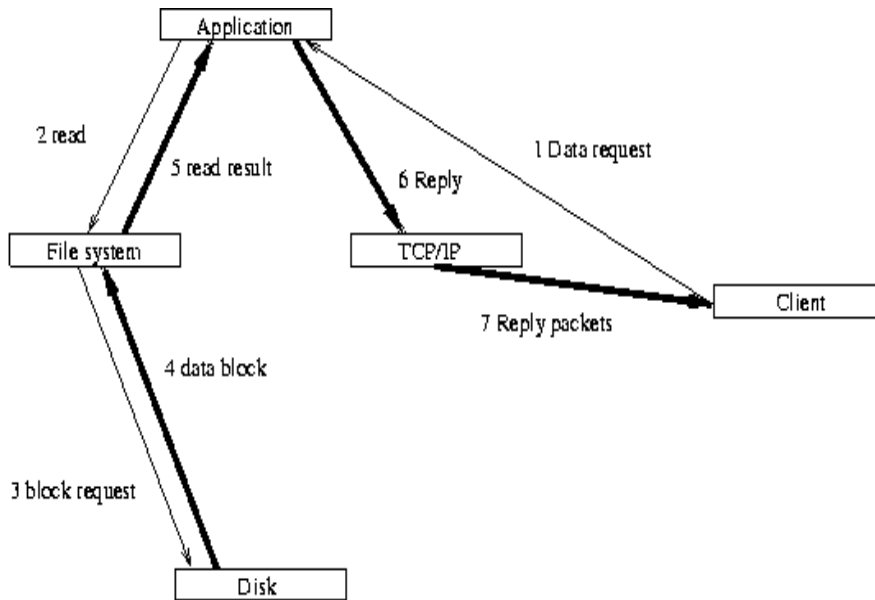 Application
2 read
1 Data request
5 read result
6 Reply
File system
TCP/IP
Client
7 Reply packets
4 data block
3 block request
Disk